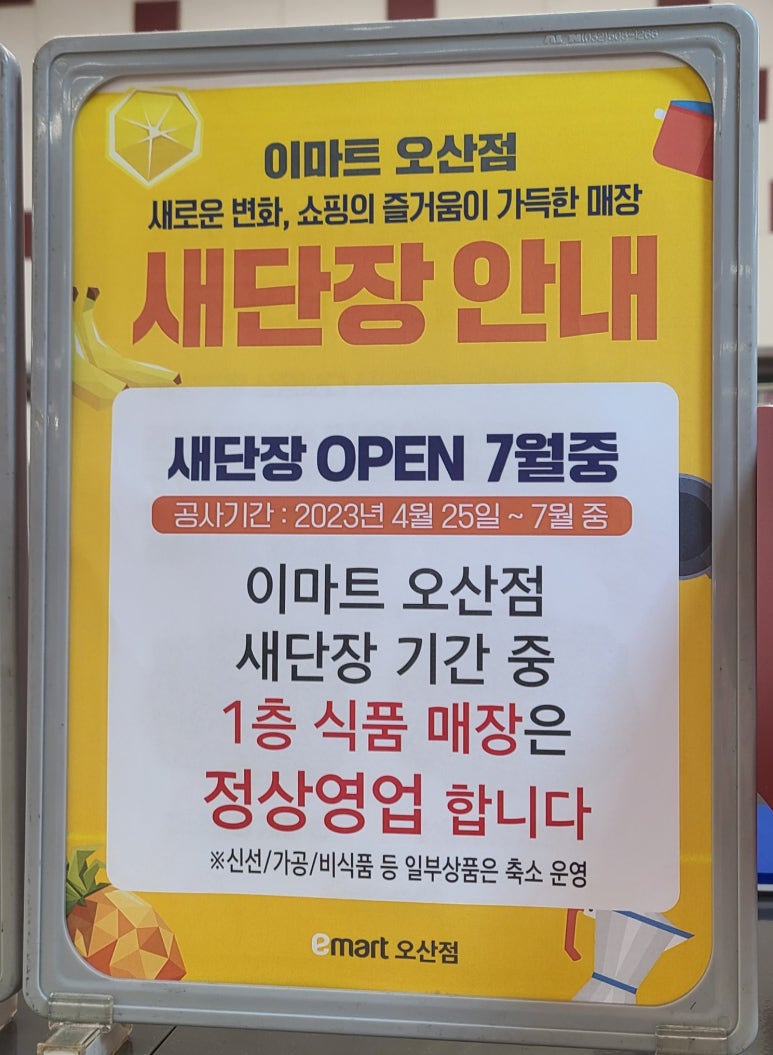 이마트 오산점
새로운 변화, 쇼핑의 즐거움이 가득한 매장
새단장 안내
새단장 OPEN 7월중
공사기간 : 2023년 4월 25일 ~ 7월 중
이마트 오산점
새단장 기간 중
1층 식품 매장은
정상영업 합니다
※신선/가공/비식품 등 일부상품은 축소 운영
emart 오산점